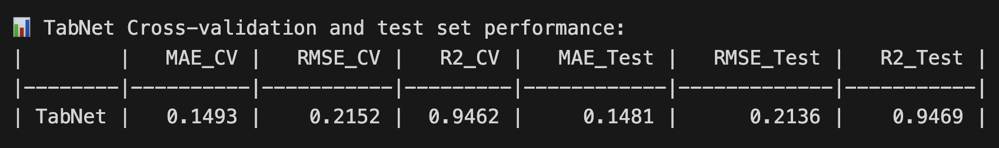 📊 TabNet Cross-validation and test set performance:
|        |   MAE_CV |   RMSE_CV |   R2_CV |   MAE_Test |   RMSE_Test |   R2_Test |
|--------|----------|-----------|---------|------------|-------------|-----------|
| TabNet |   0.1493 |    0.2152 |  0.9462 |     0.1481 |      0.2136 |    0.9469 |